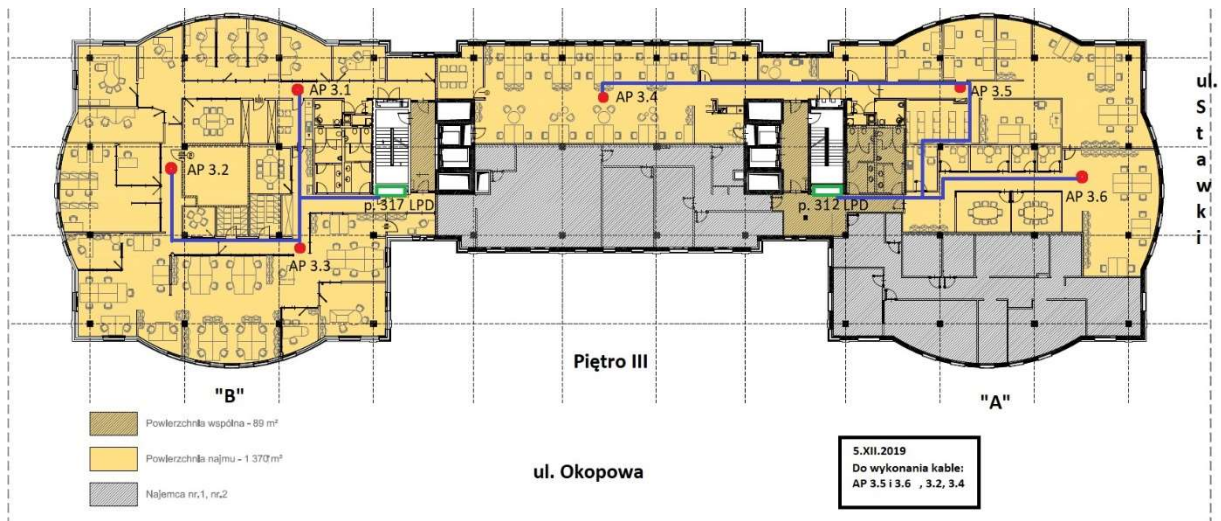 AP 3.1
AP 3.4
AP 3.5
AP 3.2
AP 3.6
p. 317 LPD
p. 312 LPD
AP 3.3
ul. Stawki
Piętro III
"B"
"A"
Powierzchnia wspólna - 89 m²
Powierzchnia najmu - 1 370 m²
Najemca nr.1, nr.2
ul. Okopowa
5.XII.2019
Do wykonania kable:
AP 3.5 i 3.6 , 3.2, 3.4